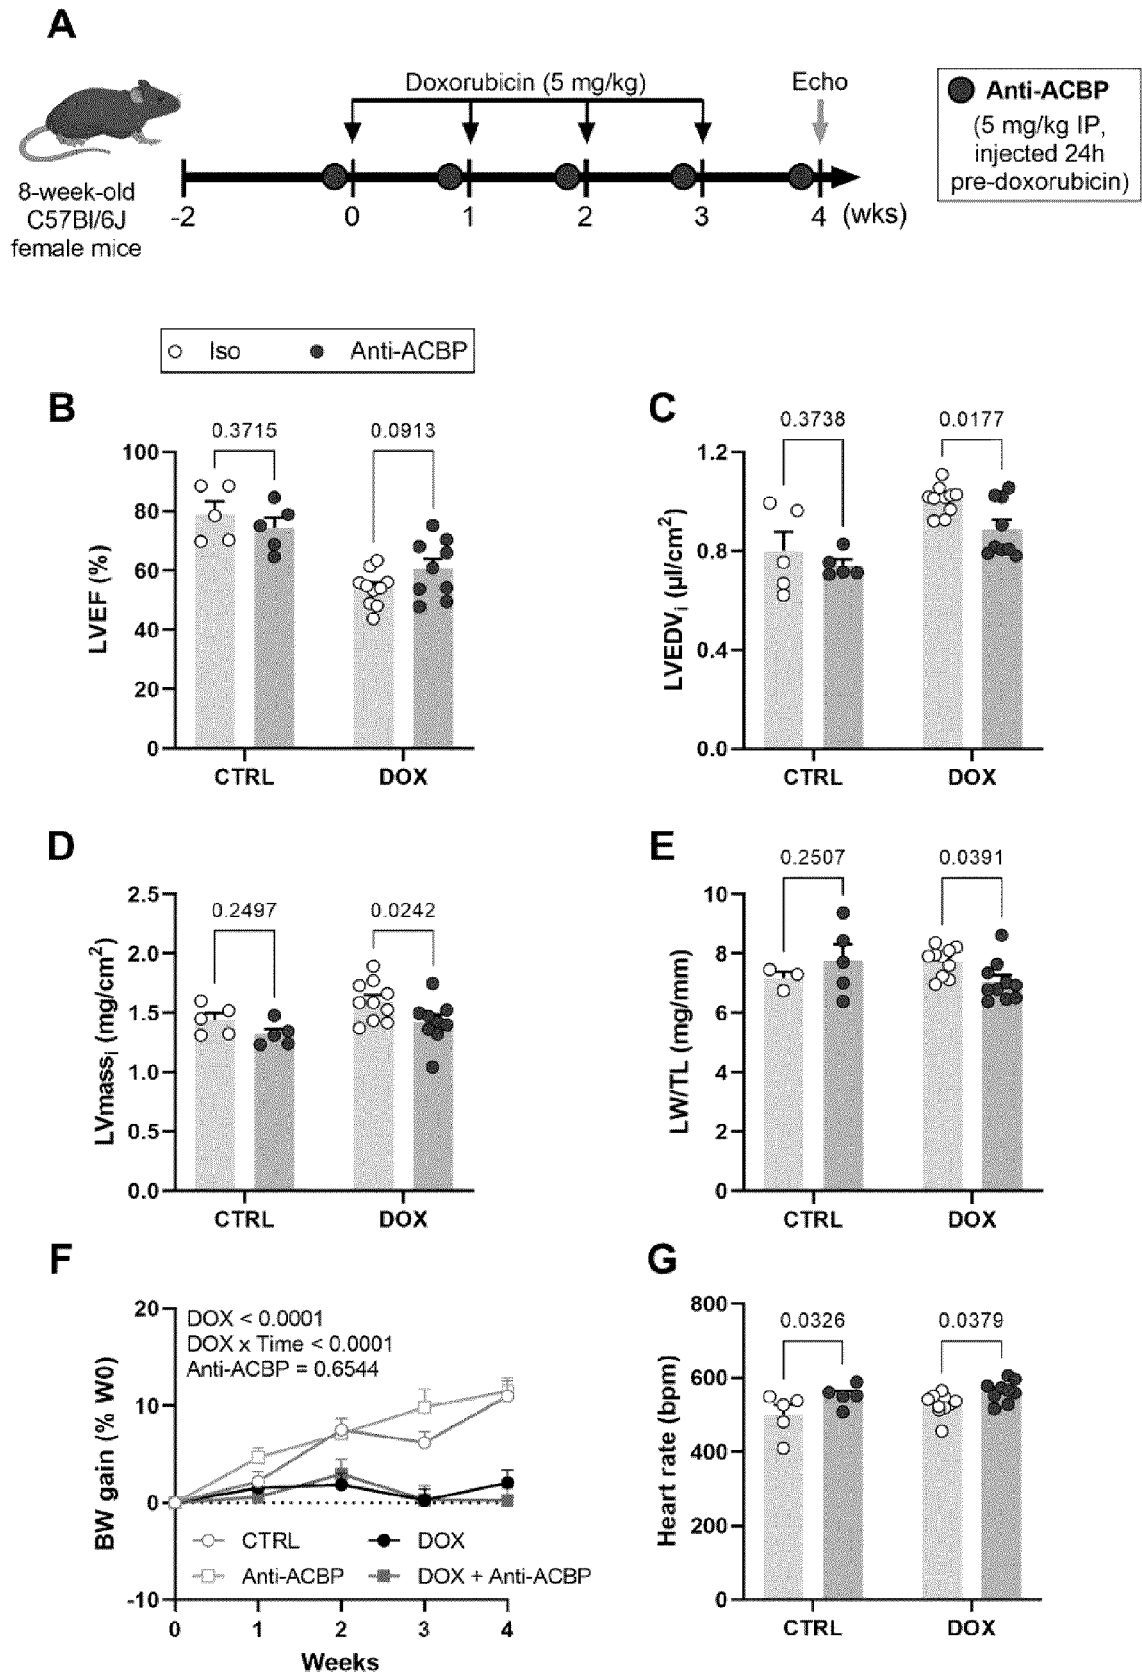 A
Doxorubicin (5 mg/kg)
Echo
Anti-ACBP
(5 mg/kg IP,
injected 24h
pre-doxorubicin)
8-week-old
C57Bl/6J
female mice
-2
0
1
2
3
4
(wks)
Iso
Anti-ACBP
B
0.3715
0.0913
100
80
60
40
20
0
LVEF (%)
CTRL
DOX
C
0.3738
0.0177
1.2
0.8
0.4
0.0
LVEDVi (µl/cm2)
CTRL
DOX
D
0.2497
0.0242
2.5
2.0
1.5
1.0
0.5
0.0
LVmassi (mg/cm2)
CTRL
DOX
E
0.2507
0.0391
10
8
6
4
2
0
LW/TL (mg/mm)
CTRL
DOX
F
DOX < 0.0001
DOX x Time < 0.0001
Anti-ACBP = 0.6544
20
10
0
-10
BW gain (% W0)
CTRL
DOX
Anti-ACBP
DOX + Anti-ACBP
0
1
2
3
4
Weeks
G
0.0326
0.0379
800
600
400
200
0
Heart rate (bpm)
CTRL
DOX